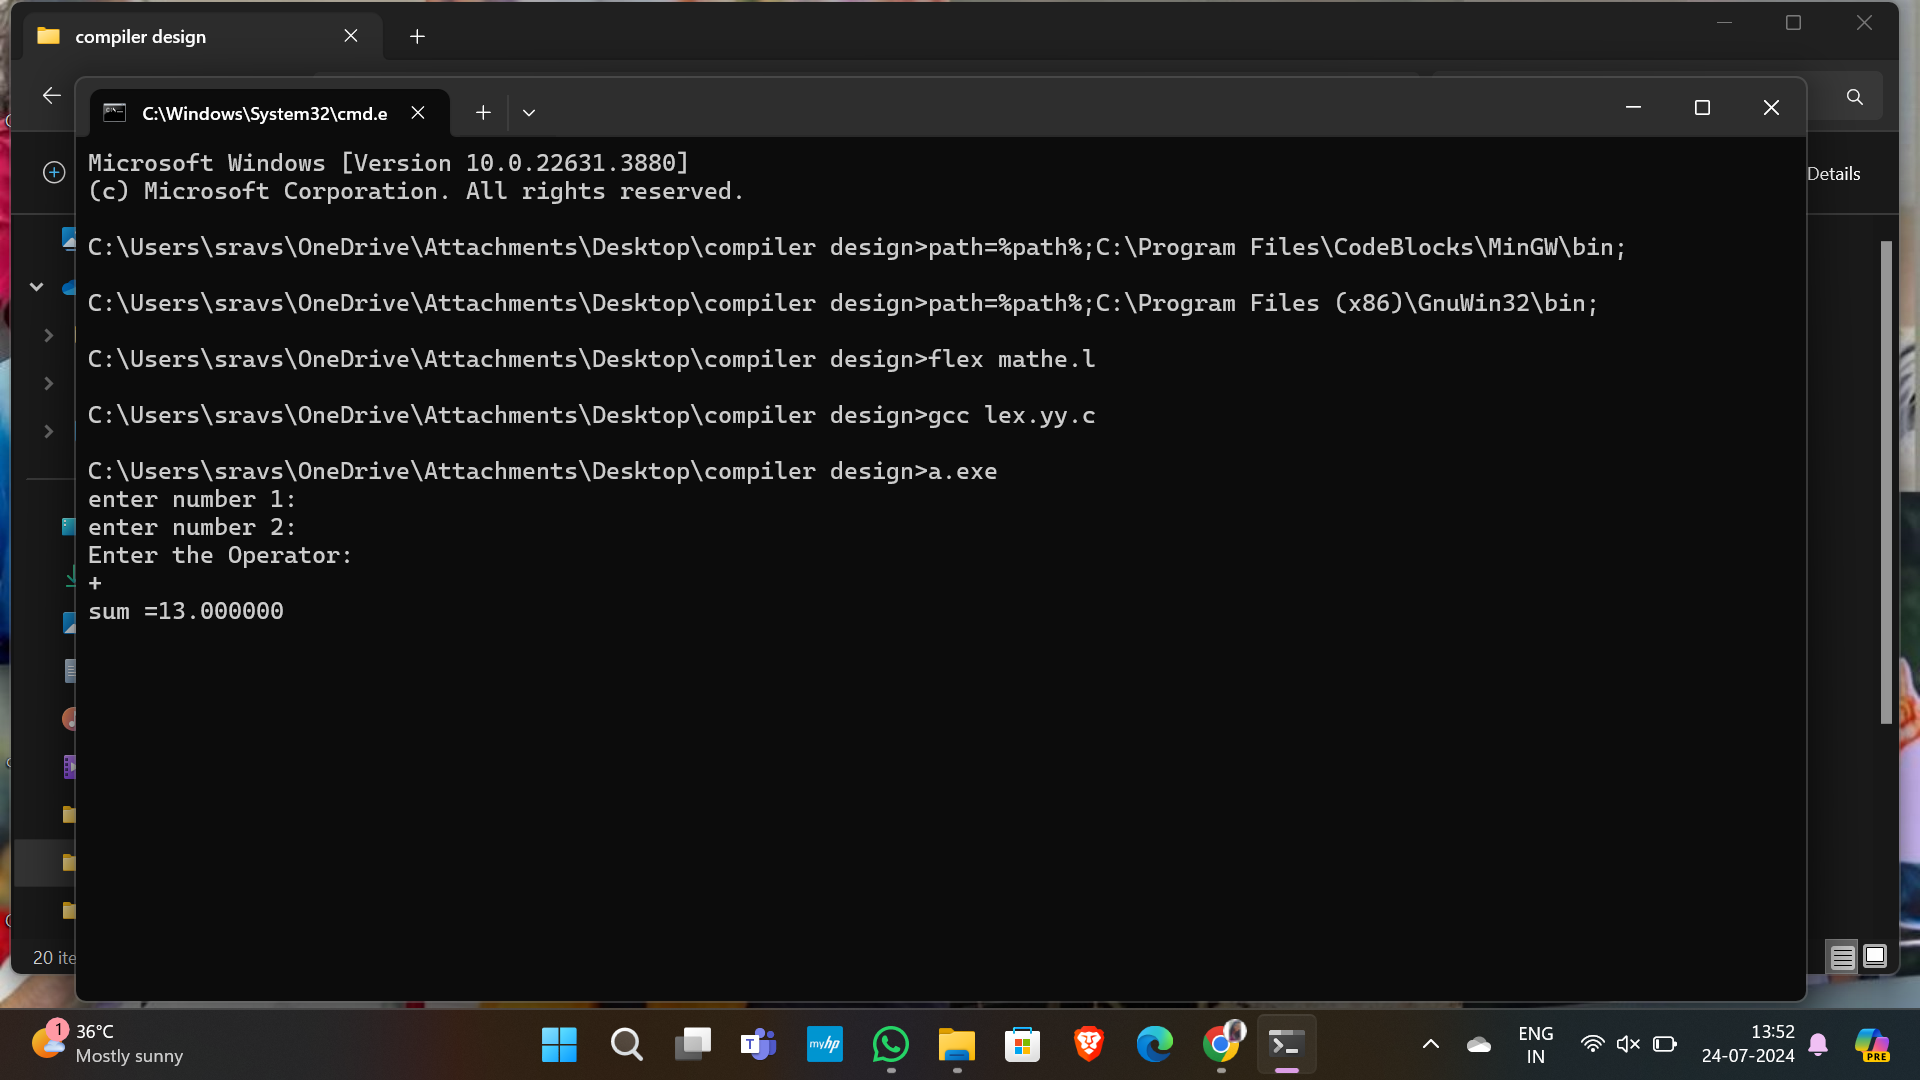 compiler design
C:\Windows\System32\cmd.e
Details
Microsoft Windows [Version 10.0.22631.3880]
(c) Microsoft Corporation. All rights reserved.
C:\Users\sravs\OneDrive\Attachments\Desktop\compiler design>path=%path%;C:\Program Files\CodeBlocks\MinGW\bin;
C:\Users\sravs\OneDrive\Attachments\Desktop\compiler design>path=%path%;C:\Program Files (x86)\GnuWin32\bin;
C:\Users\sravs\OneDrive\Attachments\Desktop\compiler design>flex mathe.l
C:\Users\sravs\OneDrive\Attachments\Desktop\compiler design>gcc lex.yy.c
C:\Users\sravs\OneDrive\Attachments\Desktop\compiler design>a.exe
enter number 1:
enter number 2:
Enter the Operator:
+
sum =13.000000
20 ite
1
36°C
Mostly sunny
T
myhp
ENG
IN
13:52
24-07-2024
PRE